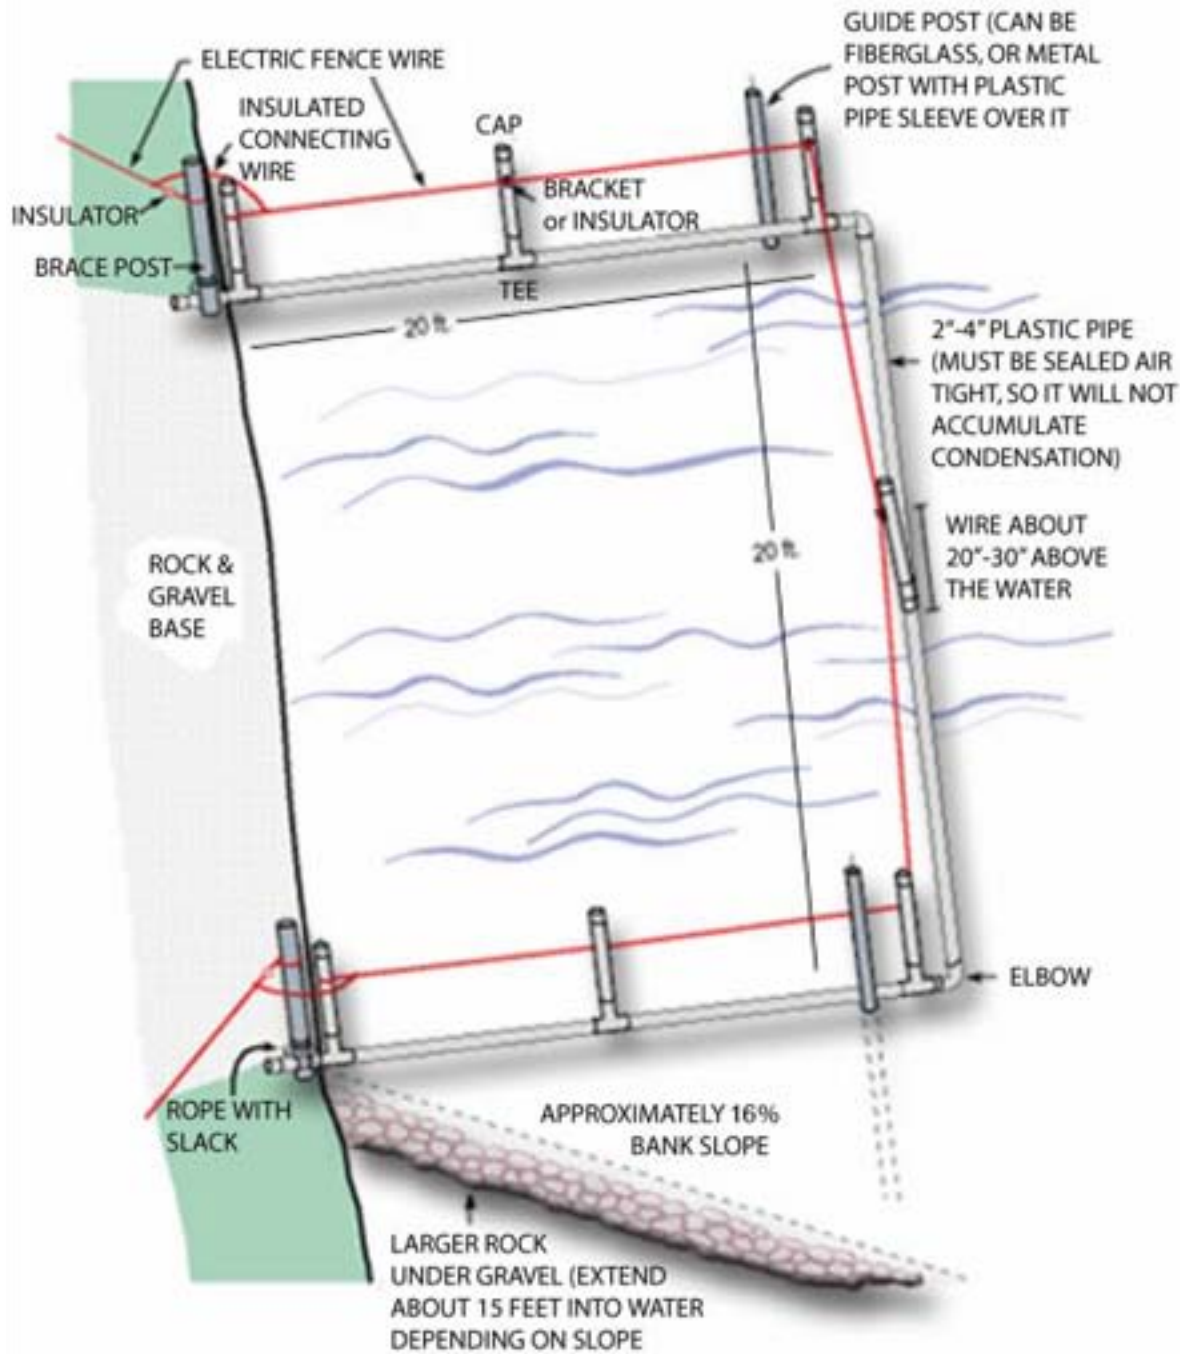 GUIDE POST (CAN BE
FIBERGLASS, OR METAL
POST WITH PLASTIC
PIPE SLEEVE OVER IT
ELECTRIC FENCE WIRE
INSULATED
CONNECTING
WIRE
CAP
BRACKET
or INSULATOR
INSULATOR
BRACE POST
TEE
20 ft.
2"-4" PLASTIC PIPE
(MUST BE SEALED AIR
TIGHT, SO IT WILL NOT
ACCUMULATE
CONDENSATION)
WIRE ABOUT
20"-30" ABOVE
THE WATER
20 ft.
ROCK &
GRAVEL
BASE
ELBOW
ROPE WITH
SLACK
APPROXIMATELY 16%
BANK SLOPE
LARGER ROCK
UNDER GRAVEL (EXTEND
ABOUT 15 FEET INTO WATER
DEPENDING ON SLOPE